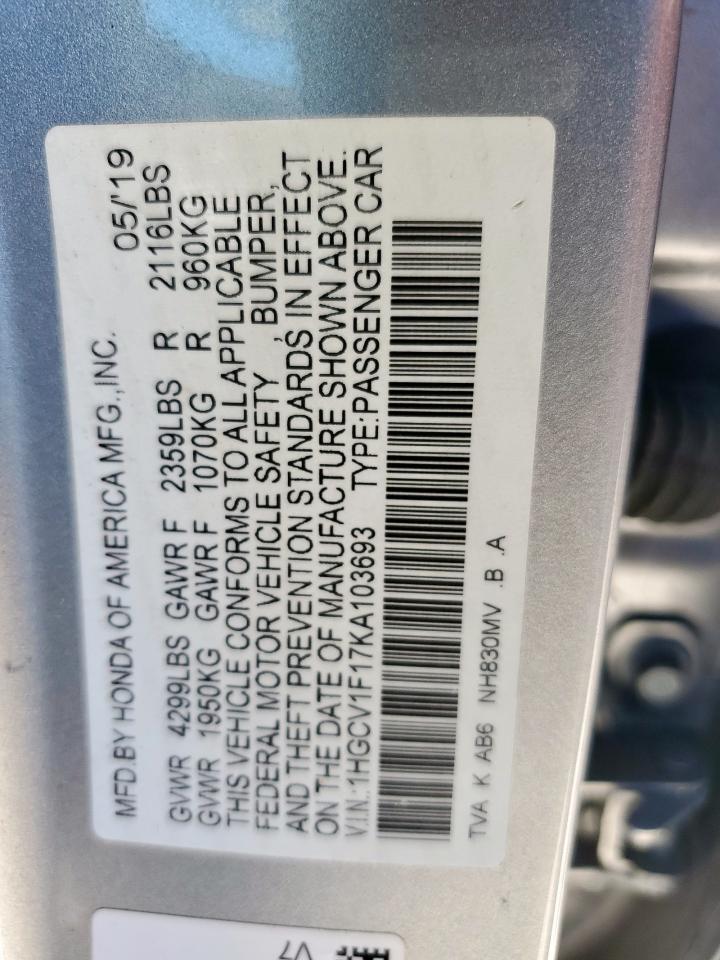 MFD.BY HONDA OF AMERICA MFG.,INC. 05/'19
GVWR 4299LBS GAWR F 2359LBS R 2116LBS
GVWR 1950KG GAWR F 1070KG R 960KG
THIS VEHICLE CONFORMS TO ALL APPLICABLE
FEDERAL MOTOR VEHICLE SAFETY, BUMPER,
AND THEFT PREVENTION STANDARDS IN EFFECT
ON THE DATE OF MANUFACTURE SHOWN ABOVE.
V.I.N.:1HGCV1F17KA103693 TYPE:PASSENGER CAR
TVA K AB6 NH830MV .B .A